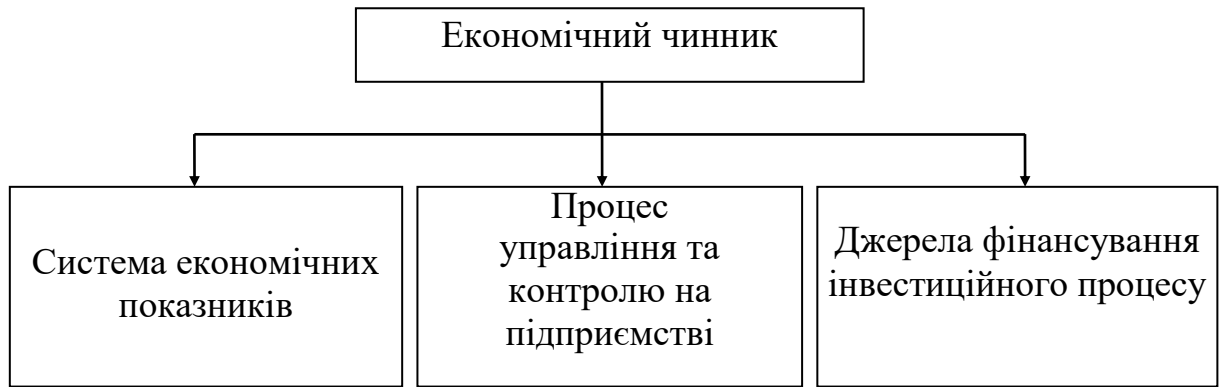 Економічний чинник
Система економічних
показників
Процес
управління та
контролю на
підприємстві
Джерела фінансування
інвестиційного процесу